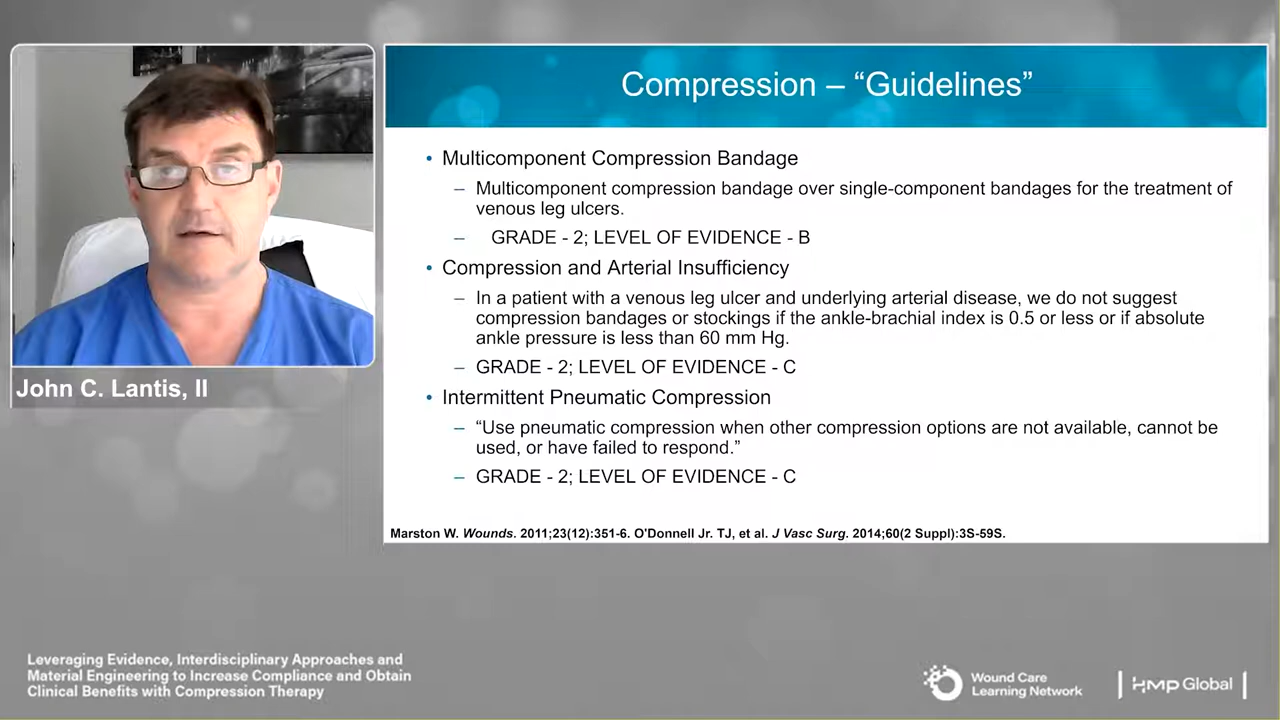 Compression – “Guidelines”
• Multicomponent Compression Bandage
– Multicomponent compression bandage over single-component bandages for the treatment of
venous leg ulcers.
– GRADE - 2; LEVEL OF EVIDENCE - B
• Compression and Arterial Insufficiency
– In a patient with a venous leg ulcer and underlying arterial disease, we do not suggest
compression bandages or stockings if the ankle-brachial index is 0.5 or less or if absolute
ankle pressure is less than 60 mm Hg.
– GRADE - 2; LEVEL OF EVIDENCE - C
• Intermittent Pneumatic Compression
– “Use pneumatic compression when other compression options are not available, cannot be
used, or have failed to respond.”
– GRADE - 2; LEVEL OF EVIDENCE - C
Marston W. Wounds. 2011;23(12):351-6. O'Donnell Jr. TJ, et al. J Vasc Surg. 2014;60(2 Suppl):3S-59S.
John C. Lantis, II
Leveraging Evidence, Interdisciplinary Approaches and
Material Engineering to Increase Compliance and Obtain
Clinical Benefits with Compression Therapy
Wound Care
Learning Network
HMP Global